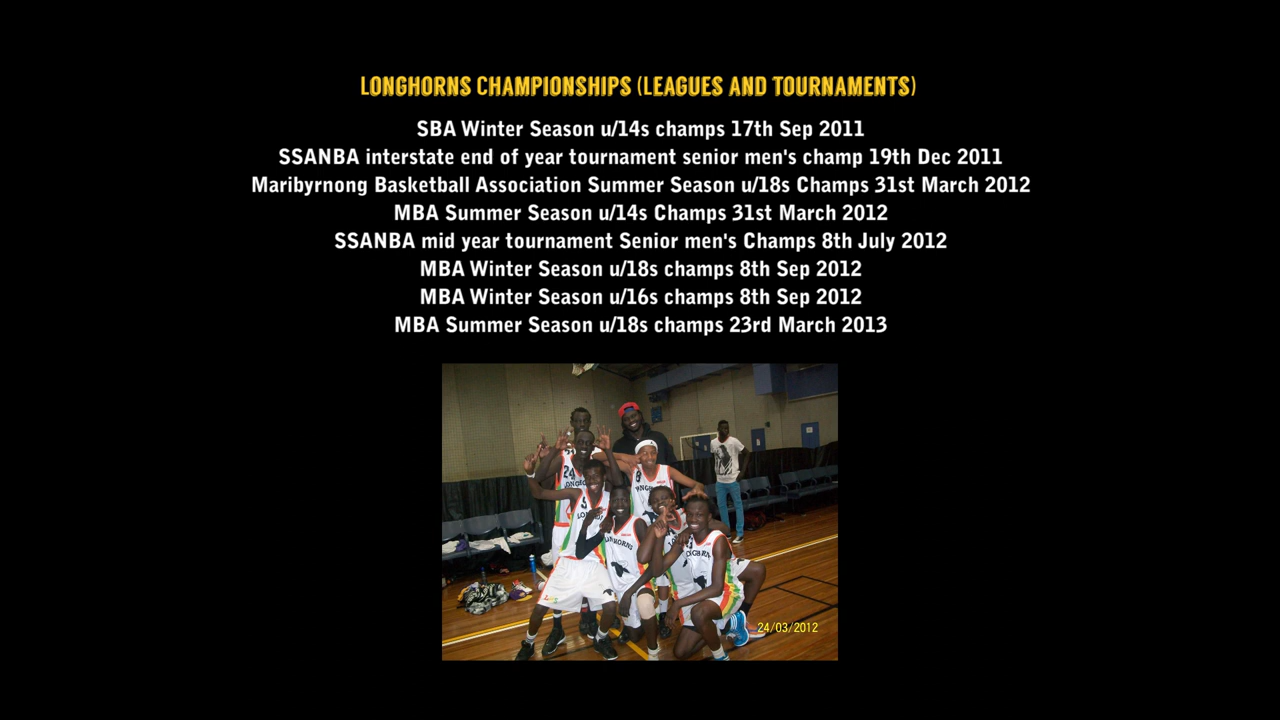 LONGHORNS CHAMPIONSHIPS (LEAGUES AND TOURNAMENTS)
SBA Winter Season u/14s champs 17th Sep 2011
SSANBA interstate end of year tournament senior men's champ 19th Dec 2011
Maribyrnong Basketball Association Summer Season u/18s Champs 31st March 2012
MBA Summer Season u/14s Champs 31st March 2012
SSANBA mid year tournament Senior men's Champs 8th July 2012
MBA Winter Season u/18s champs 8th Sep 2012
MBA Winter Season u/16s champs 8th Sep 2012
MBA Summer Season u/18s champs 23rd March 2013
24
5
LONGHORNS
24/03/2012